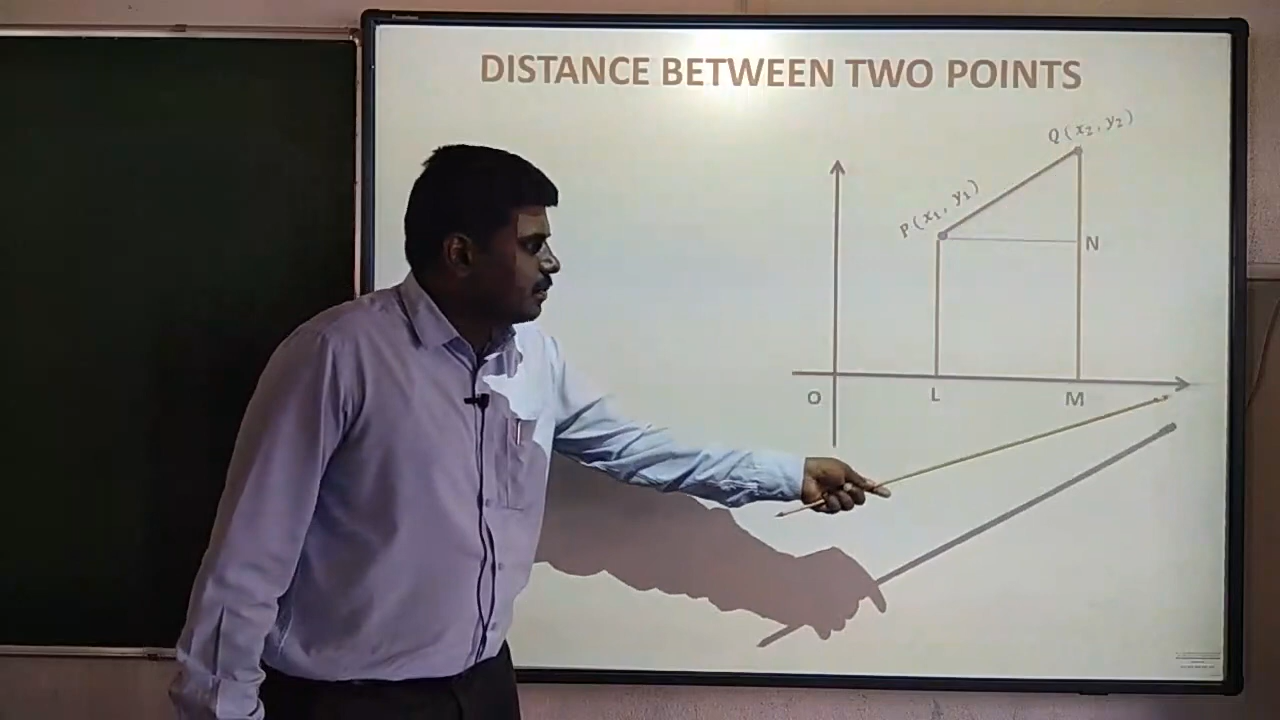 DISTANCE BETWEEN TWO POINTS
Q(x₂, y₂)
P(x₁, y₁)
N
O
L
M